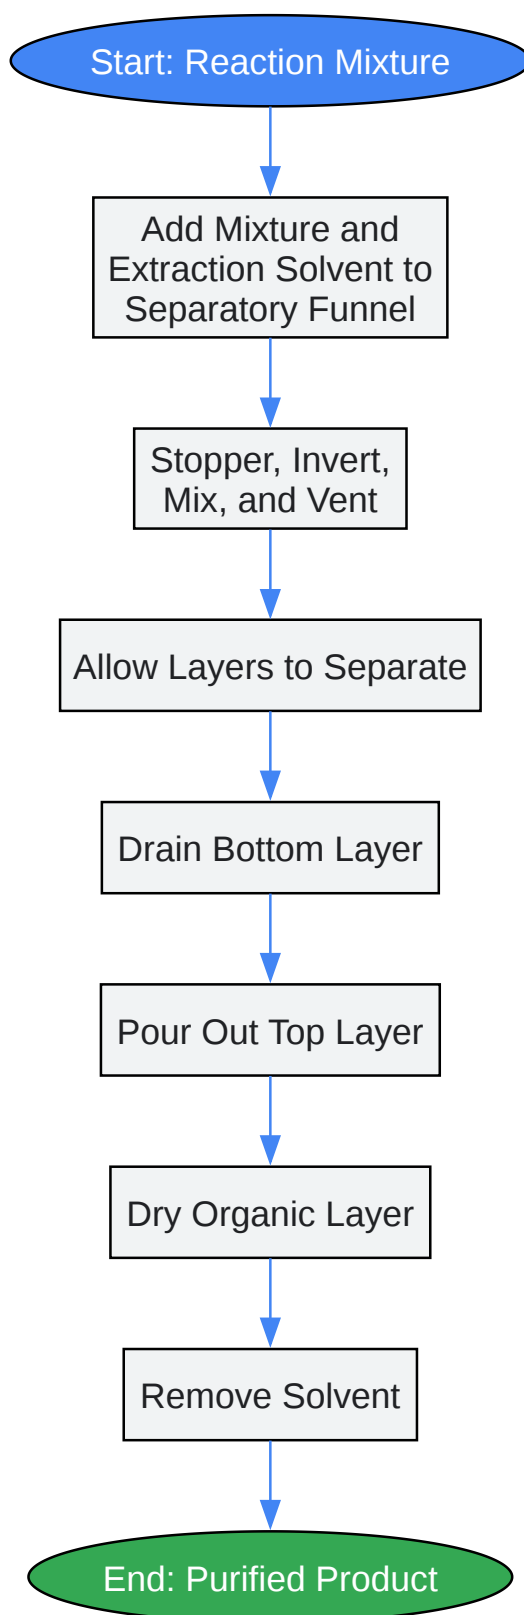 Start: Reaction Mixture
Add Mixture and
Extraction Solvent to
Separatory Funnel
Stopper, Invert,
Mix, and Vent
Allow Layers to Separate
Drain Bottom Layer
Pour Out Top Layer
Dry Organic Layer
Remove Solvent
End: Purified Product